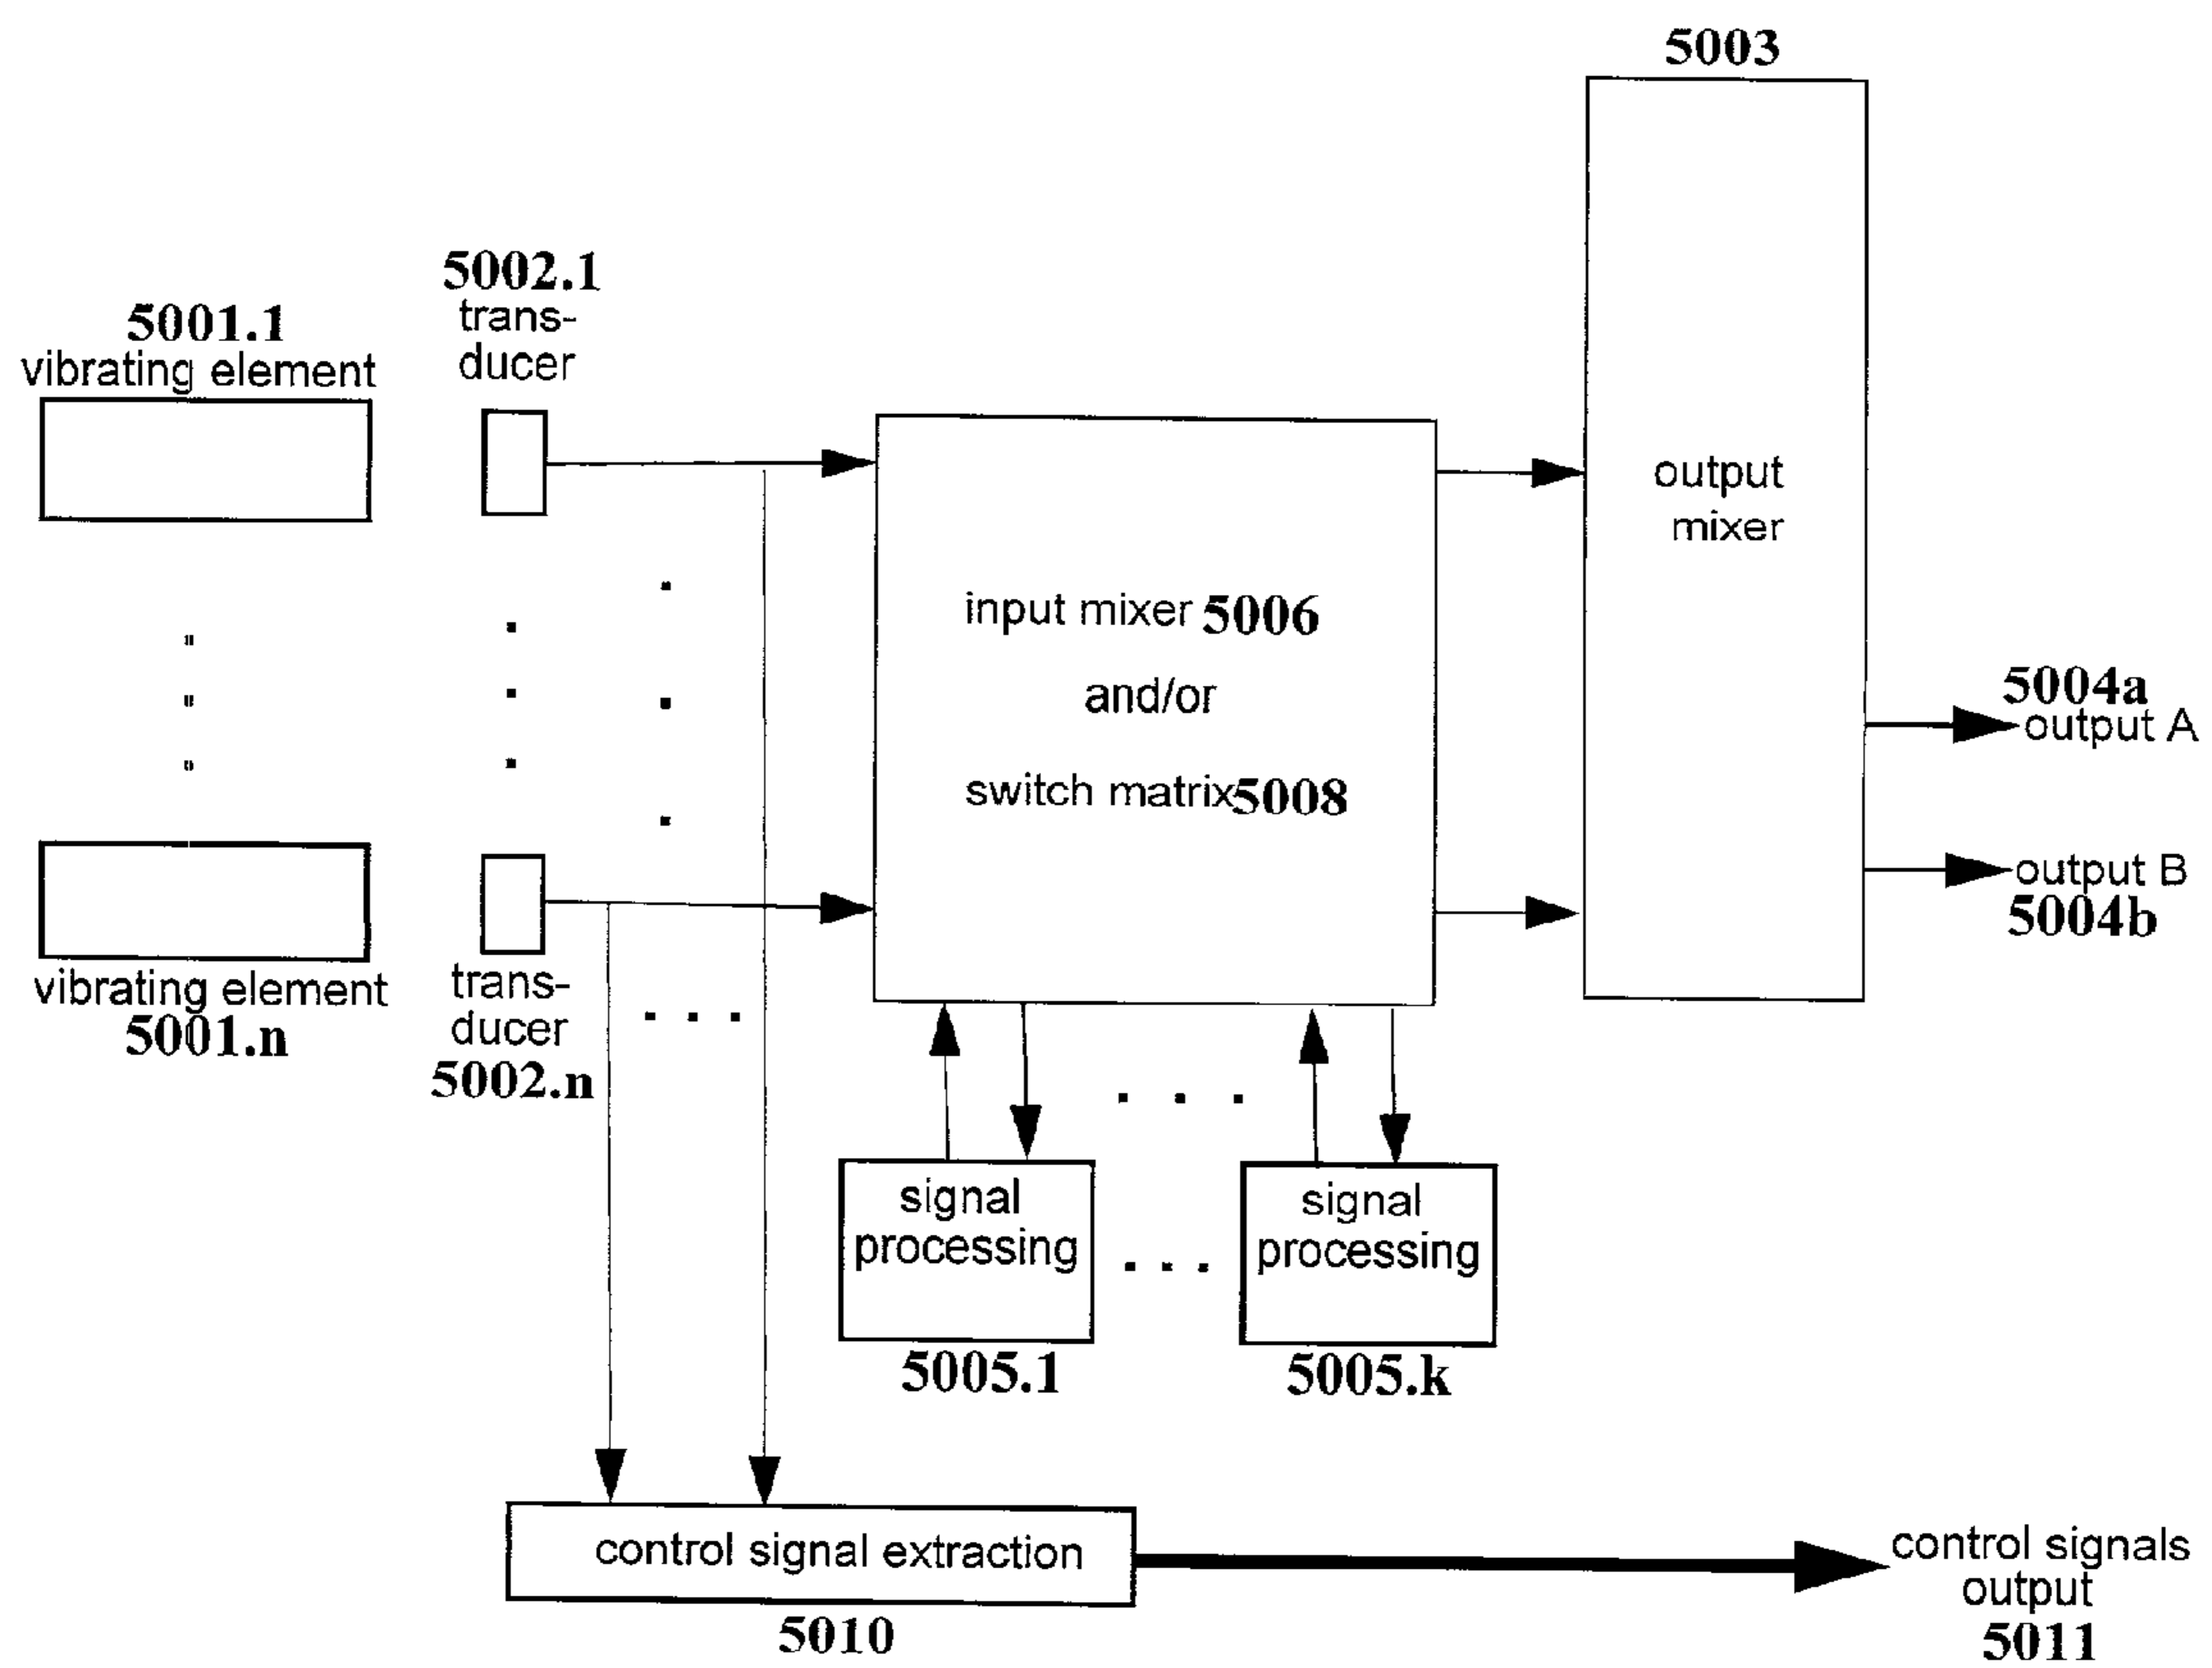 5003
5002.1
trans-
ducer
5001.1
vibrating element
output
mixer
input mixer 5006
and/or
switch matrix5008
5004a
output A
output B
5004b
vibrating element
5001.n
trans-
ducer
5002.n
signal
processing
5005.1
signal
processing
5005.k
control signal extraction
5010
control signals
output
5011